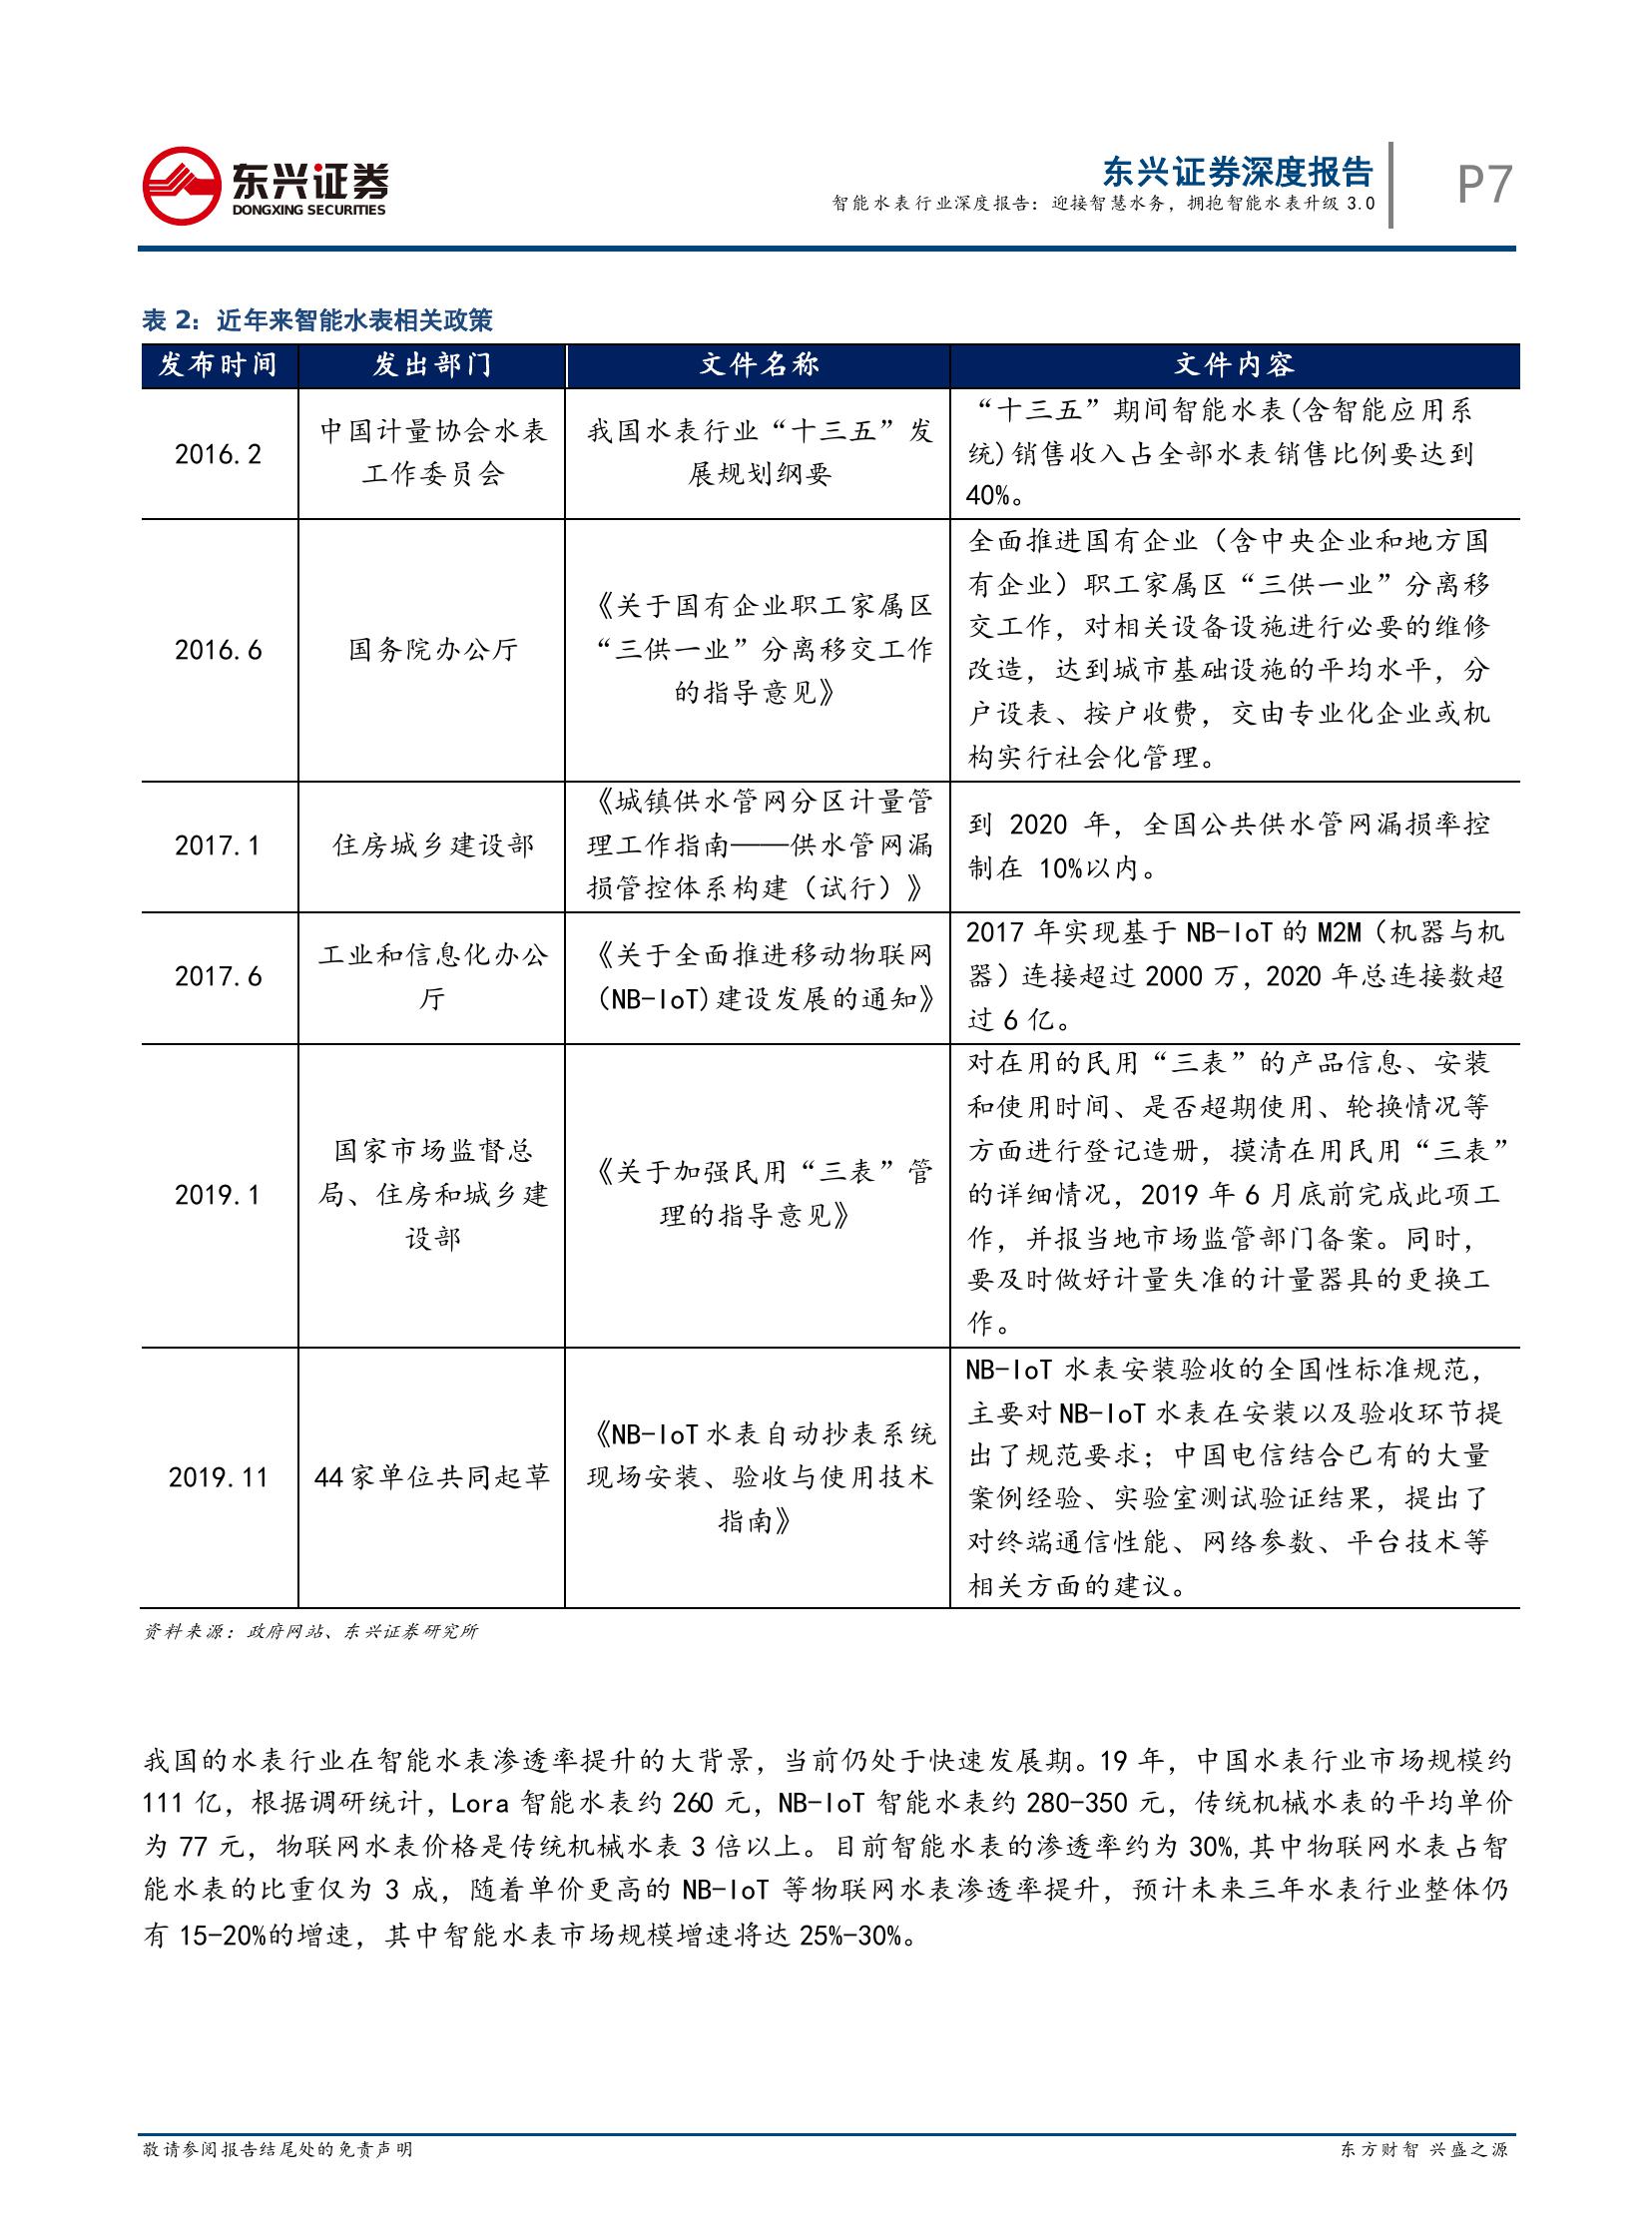 东兴证券
DONGXING SECURITIES
东兴证券深度报告
智能水表行业深度报告：迎接智慧水务，拥抱智能水表升级 3.0
P7
表 2：近年来智能水表相关政策
发布时间 发出部门 文件名称 文件内容
2016.2
中国计量协会水表
工作委员会
我国水表行业“十三五”发
展规划纲要
“十三五”期间智能水表(含智能应用系
统)销售收入占全部水表销售比例要达到
40%。
2016.6
国务院办公厅
《关于国有企业职工家属区
“三供一业”分离移交工作
的指导意见》
全面推进国有企业（含中央企业和地方国
有企业）职工家属区“三供一业”分离移
交工作，对相关设备设施进行必要的维修
改造，达到城市基础设施的平均水平，分
户设表、按户收费，交由专业化企业或机
构实行社会化管理。
2017.1
住房城乡建设部
《城镇供水管网分区计量管
理工作指南——供水管网漏
损管控体系构建（试行）》
到 2020 年，全国公共供水管网漏损率控
制在 10%以内。
2017.6
工业和信息化办公
厅
《关于全面推进移动物联网
（NB-IoT)建设发展的通知》
2017 年实现基于 NB-IoT 的 M2M（机器与机
器）连接超过 2000 万，2020 年总连接数超
过 6 亿。
2019.1
国家市场监督总
局、住房和城乡建
设部
《关于加强民用“三表”管
理的指导意见》
对在用的民用“三表”的产品信息、安装
和使用时间、是否超期使用、轮换情况等
方面进行登记造册，摸清在用民用“三表”
的详细情况，2019 年 6 月底前完成此项工
作，并报当地市场监管部门备案。同时，
要及时做好计量失准的计量器具的更换工
作。
2019.11
44 家单位共同起草
《NB-IoT 水表自动抄表系统
现场安装、验收与使用技术
指南》
NB-IoT 水表安装验收的全国性标准规范，
主要对 NB-IoT 水表在安装以及验收环节提
出了规范要求；中国电信结合已有的大量
案例经验、实验室测试验证结果，提出了
对终端通信性能、网络参数、平台技术等
相关方面的建议。
资料来源：政府网站、东兴证券研究所
我国的水表行业在智能水表渗透率提升的大背景，当前仍处于快速发展期。19 年，中国水表行业市场规模约
111 亿，根据调研统计，Lora 智能水表约 260 元，NB-IoT 智能水表约 280-350 元，传统机械水表的平均单价
为 77 元，物联网水表价格是传统机械水表 3 倍以上。目前智能水表的渗透率约为 30%,其中物联网水表占智
能水表的比重仅为 3 成，随着单价更高的 NB-IoT 等物联网水表渗透率提升，预计未来三年水表行业整体仍
有 15-20%的增速，其中智能水表市场规模增速将达 25%-30%。
敬请参阅报告结尾处的免责声明
东方财智 兴盛之源